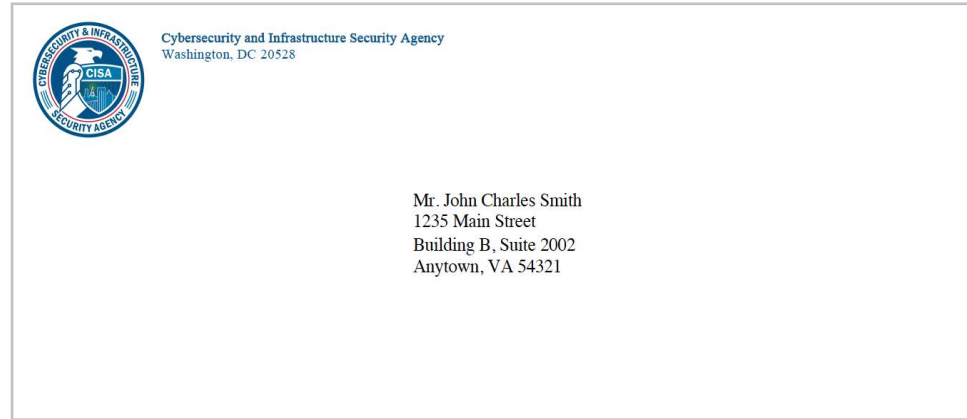 CYBERSECURITY & INFRASTRUCTURE
SECURITY AGENCY
CISA
Cybersecurity and Infrastructure Security Agency
Washington, DC 20528
Mr. John Charles Smith
1235 Main Street
Building B, Suite 2002
Anytown, VA 54321